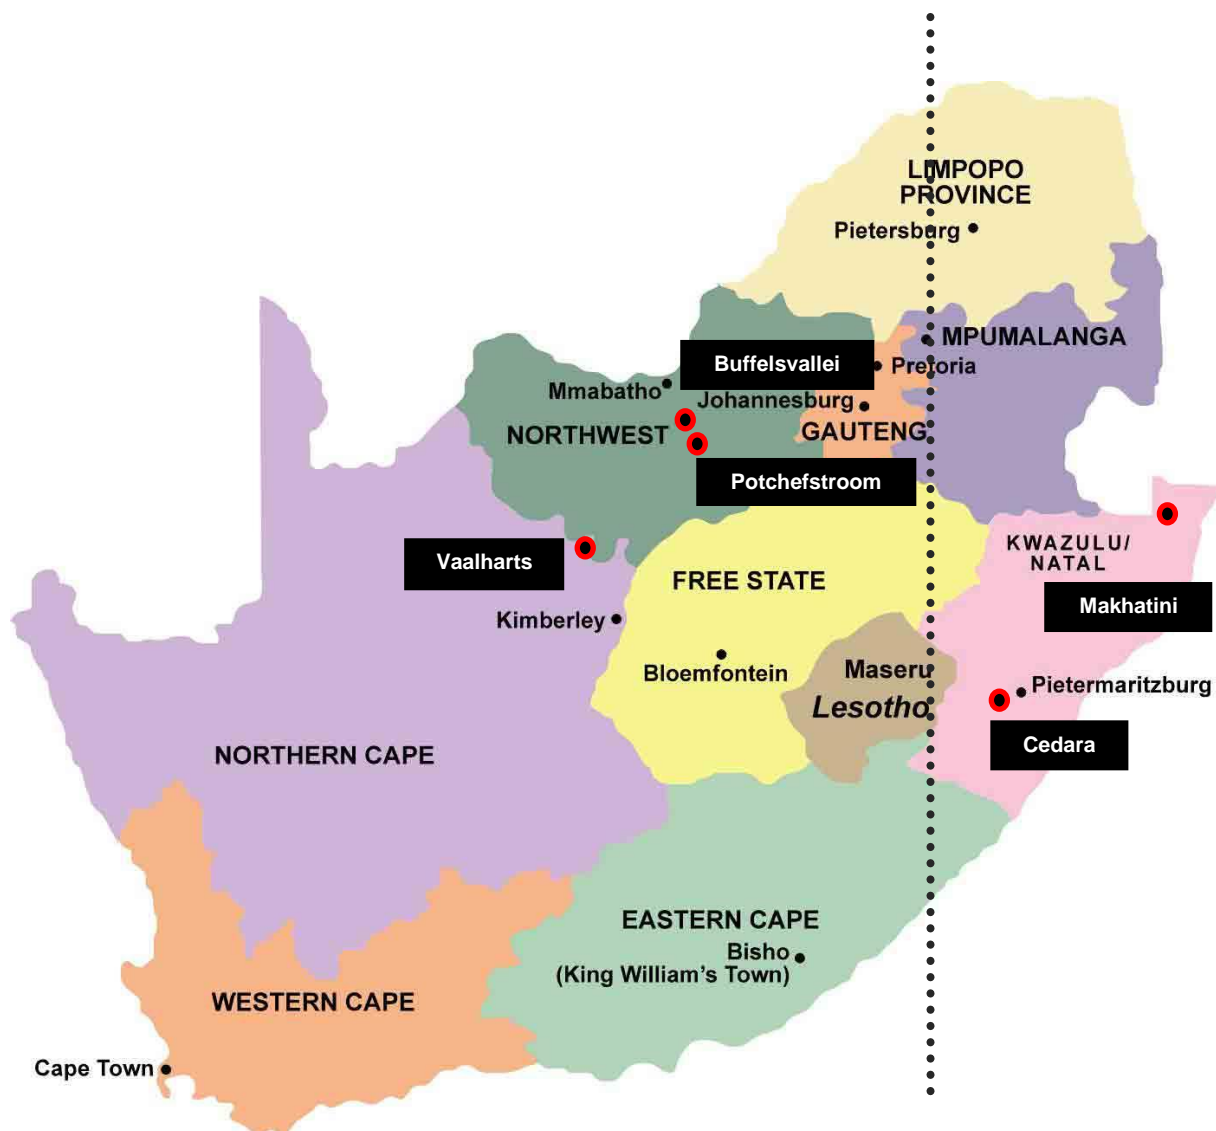 LIMPOPO
PROVINCE
Pietersburg
MPUMALANGA
Buffelsvallei
Pretoria
Mmabatho
Johannesburg
NORTHWEST
GAUTENG
Potchefstroom
Vaalharts
KWAZULU/
NATAL
FREE STATE
Makhatini
Kimberley
Bloemfontein
Maseru
Lesotho
Pietermaritzburg
Cedara
NORTHERN CAPE
EASTERN CAPE
Bisho
(King William's Town)
WESTERN CAPE
Cape Town